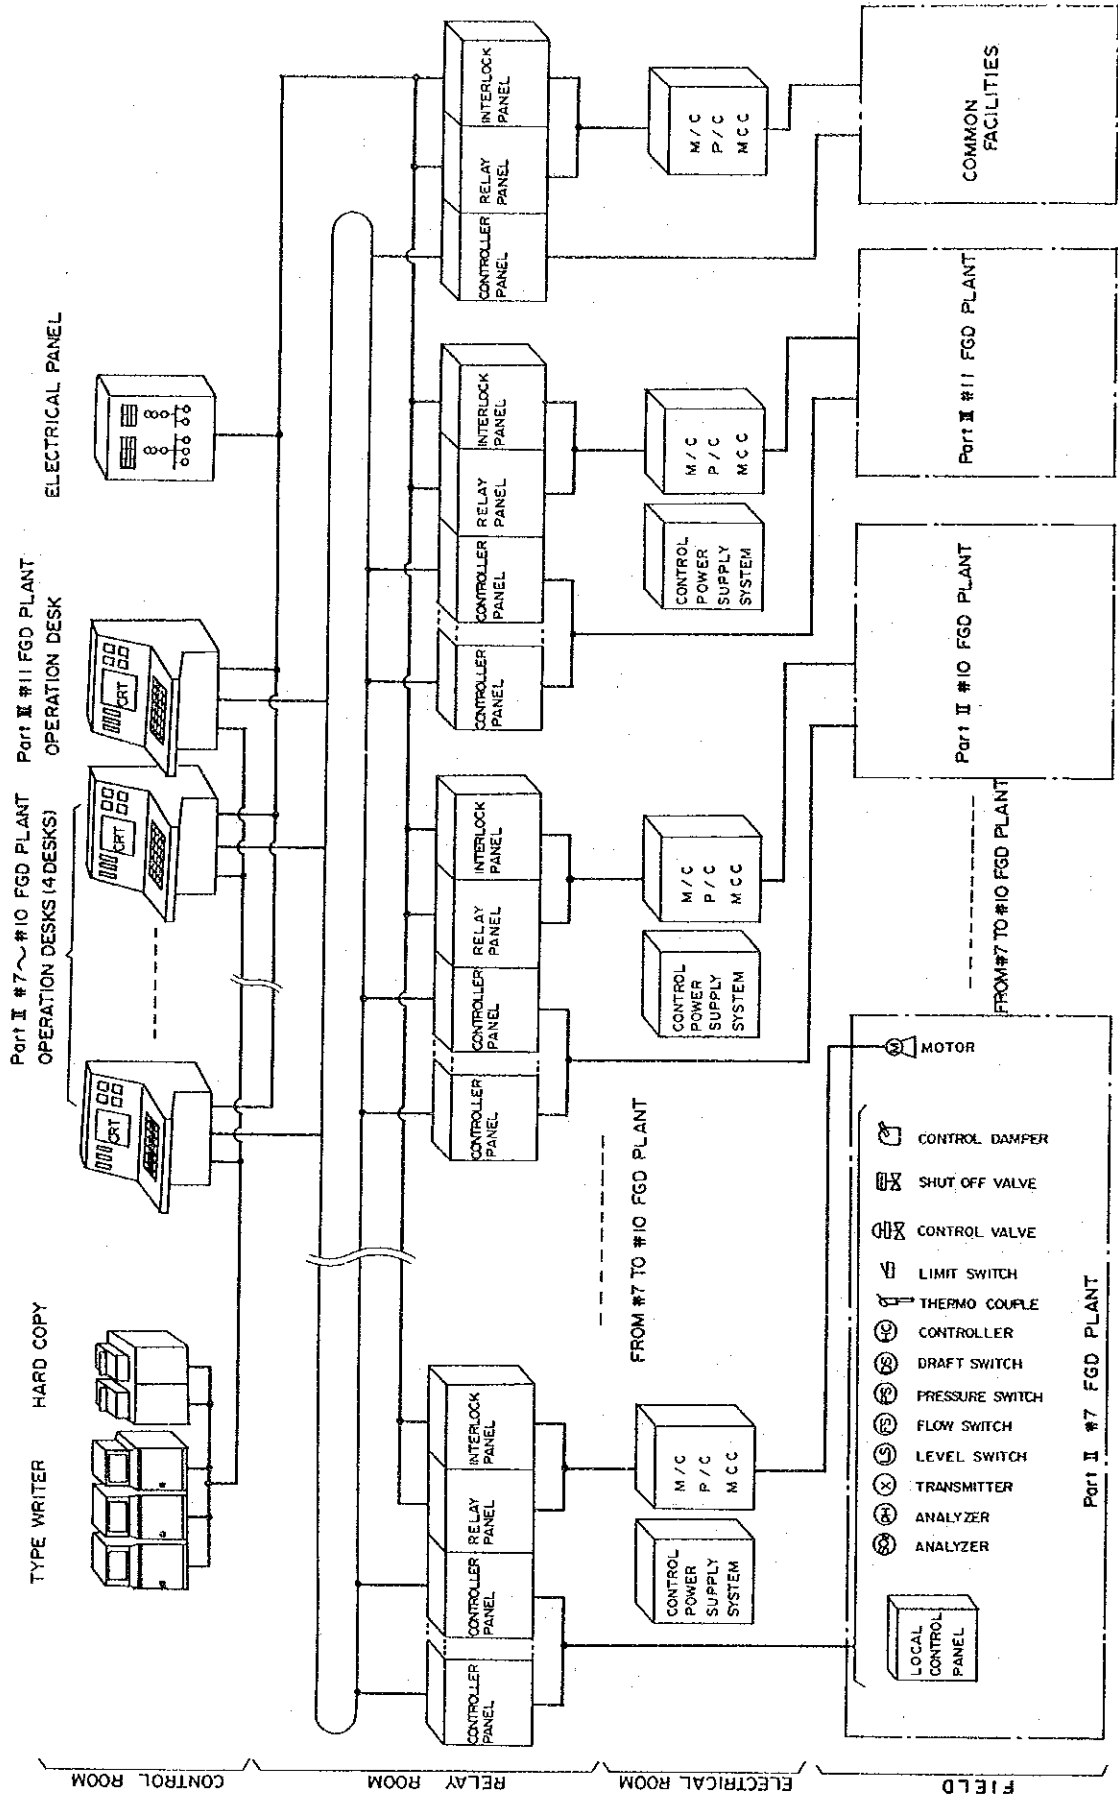 Part II #7～#10 FGD PLANT
OPERATION DESKS (4DESKS)
Part III #11 FGD PLANT
OPERATION DESK
ELECTRICAL PANEL
TYPE WRITER
HARD COPY
CRT
CRT
CRT
CONTROL ROOM
CONTROLLER
PANEL
CONTROLLER
PANEL
RELAY
PANEL
INTERLOCK
PANEL
CONTROLLER
PANEL
CONTROLLER
PANEL
RELAY
PANEL
INTERLOCK
PANEL
CONTROLLER
PANEL
CONTROLLER
PANEL
RELAY
PANEL
INTERLOCK
PANEL
CONTROLLER
PANEL
RELAY
PANEL
INTERLOCK
PANEL
RELAY
ROOM
FROM #7 TO #10 FGD PLANT
CONTROL
POWER
SUPPLY
SYSTEM
M/C
P/C
MCC
CONTROL
POWER
SUPPLY
SYSTEM
M/C
P/C
MCC
CONTROL
POWER
SUPPLY
SYSTEM
M/C
P/C
MCC
M/C
P/C
MCC
ELECTRICAL ROOM
LOCAL
CONTROL
PANEL
ANALYZER
PH ANALYZER
X TRANSMITTER
LS LEVEL SWITCH
FS FLOW SWITCH
PS PRESSURE SWITCH
DS DRAFT SWITCH
HC CONTROLLER
THERMO COUPLE
LIMIT SWITCH
CONTROL VALVE
SHUT OFF VALVE
CONTROL DAMPER
M MOTOR
Part II #7 FGD PLANT
FROM #7 TO #10 FGD PLANT
Part II #10 FGD PLANT
Part III #11 FGD PLANT
COMMON
FACILITIES
FIELD